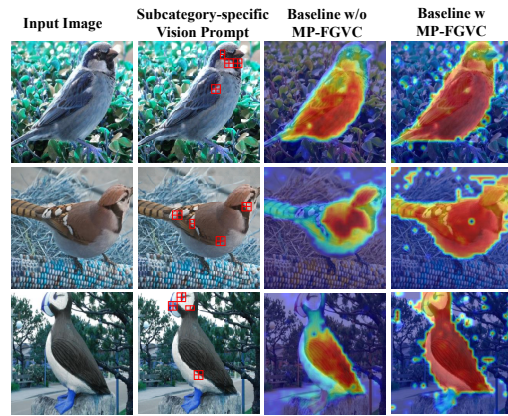 Input Image
Subcategory-specific
Vision Prompt
Baseline w/o
MP-FGVC
Baseline w
MP-FGVC